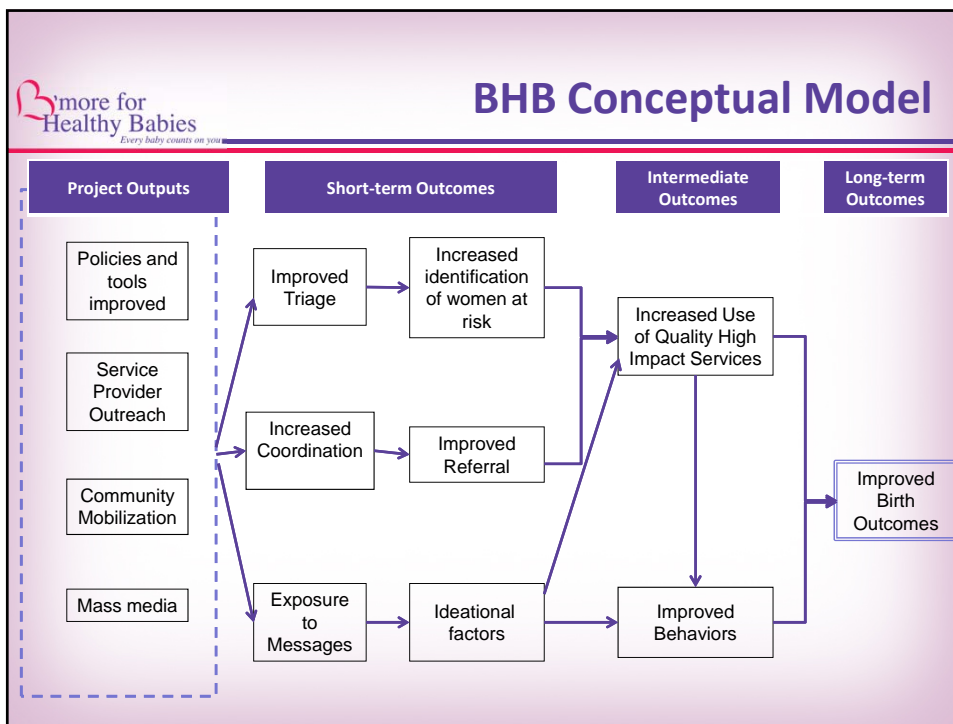 B'more for
Healthy Babies
Every baby counts on you
BHB Conceptual Model
Project Outputs
Short-term Outcomes
Intermediate
Outcomes
Long-term
Outcomes
Policies and
tools
improved
Service
Provider
Outreach
Community
Mobilization
Mass media
Improved
Triage
Increased
identification
of women at
risk
Increased
Coordination
Improved
Referral
Exposure
to
Messages
Ideational
factors
Increased Use
of Quality High
Impact Services
Improved
Behaviors
Improved
Birth
Outcomes